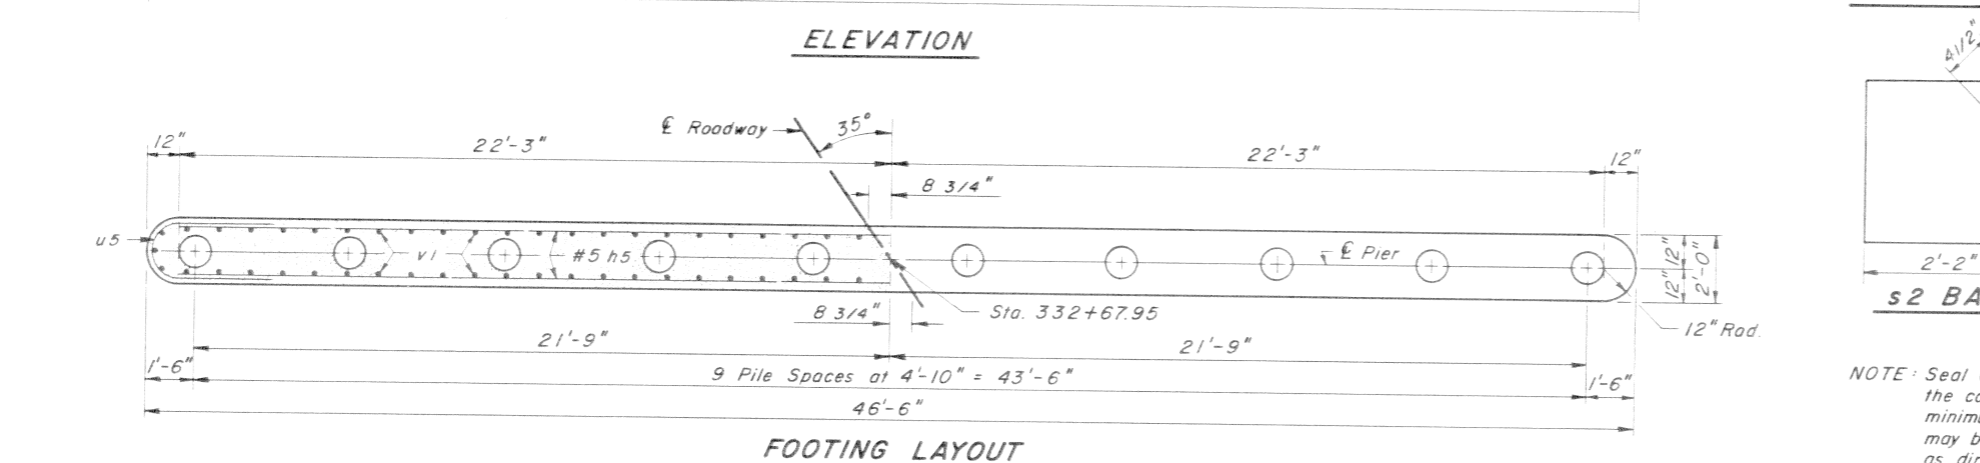 ELEVATION
4 1/2"
℄ Roadway
35°
12"
22'-3"
22'-3"
12"
8 3/4"
u5
v1
#5 h5
℄ Pier
12"
12"
2'-0"
2'-2"
s2 BA
8 3/4"
Sta. 332+67.95
12" Rad.
21'-9"
21'-9"
1'-6"
9 Pile Spaces at 4'-10" = 43'-6"
1'-6"
46'-6"
FOOTING LAYOUT
NOTE: Seal
the co
minimu
may b
as dir